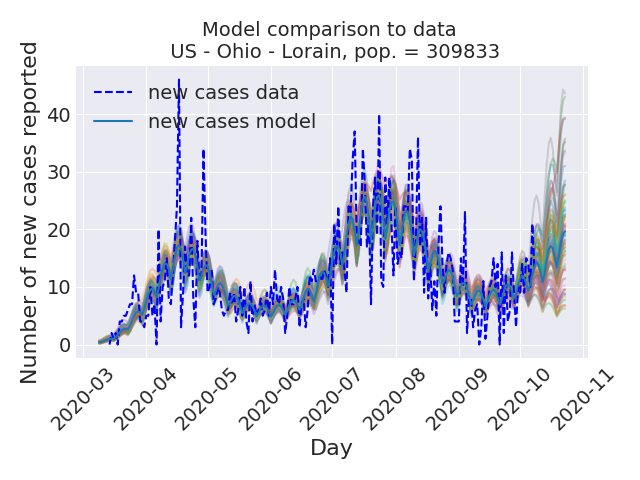 Model comparison to data
US - Ohio - Lorain, pop. = 309833
Number of new cases reported
40
30
20
10
0
new cases data
new cases model
2020-03
2020-04
2020-05
2020-06
2020-07
2020-08
2020-09
2020-10
2020-11
Day